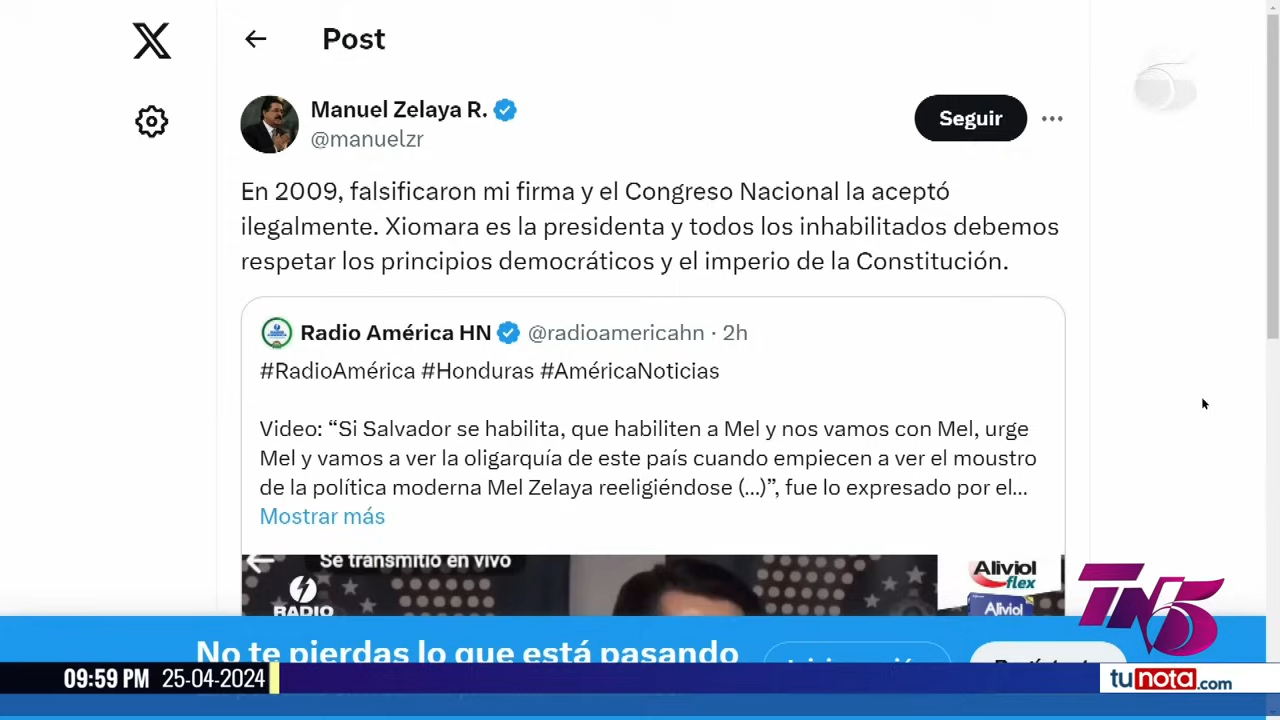 Post
Manuel Zelaya R.
@manuelzr
Seguir
En 2009, falsificaron mi firma y el Congreso Nacional la aceptó
ilegalmente. Xiomara es la presidenta y todos los inhabilitados debemos
respetar los principios democráticos y el imperio de la Constitución.
Radio América HN @radioamericahn · 2h
#RadioAmérica #Honduras #AméricaNoticias
Video: “Si Salvador se habilita, que habiliten a Mel y nos vamos con Mel, urge
Mel y vamos a ver la oligarquía de este país cuando empiecen a ver el moustro
de la política moderna Mel Zelaya reeligiéndose (...)”, fue lo expresado por el...
Mostrar más
Se transmitió en vivo
RADIO
Aliviol
flex
Aliviol
TN5
No te pierdas lo que está pasando
09:59 PM 25-04-2024
tunota.com